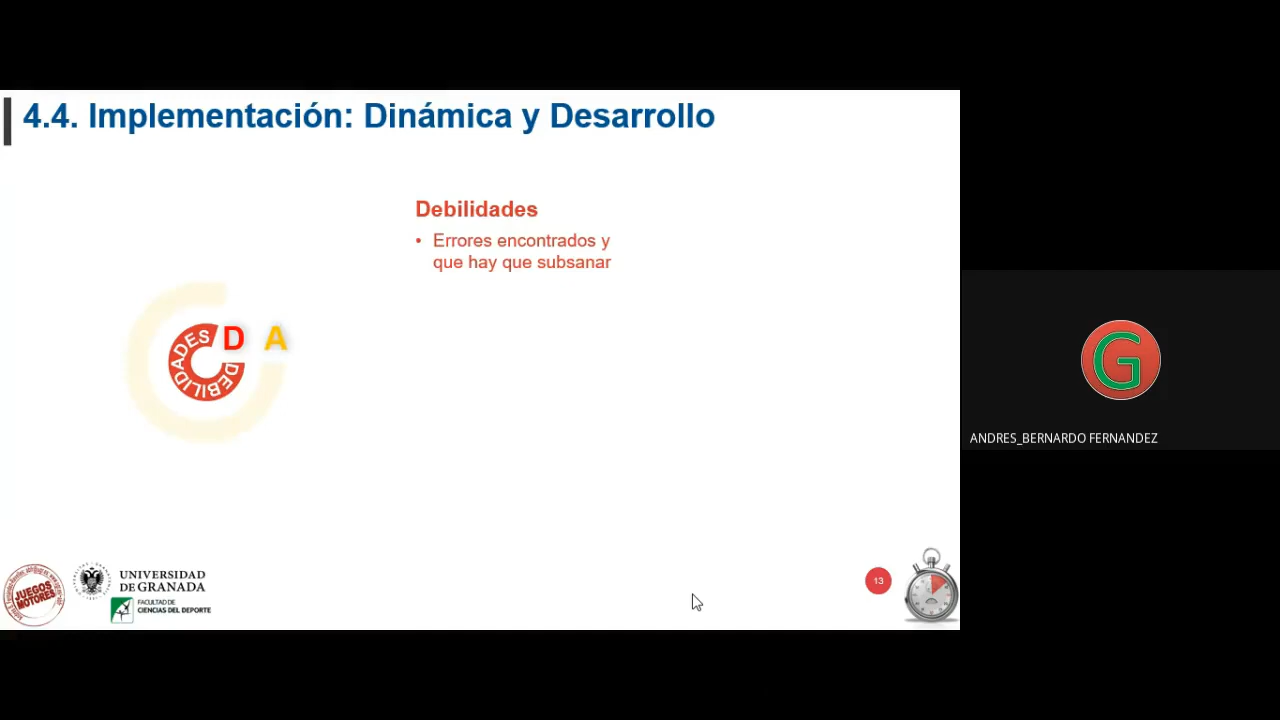 4.4. Implementación: Dinámica y Desarrollo
Debilidades
• Errores encontrados y
que hay que subsanar
DEBILIDADES
D A
G
ANDRES_BERNARDO FERNANDEZ
JUEGOS
MOTORES
UNIVERSIDAD
DE GRANADA
FACULTAD DE
CIENCIAS DEL DEPORTE
13